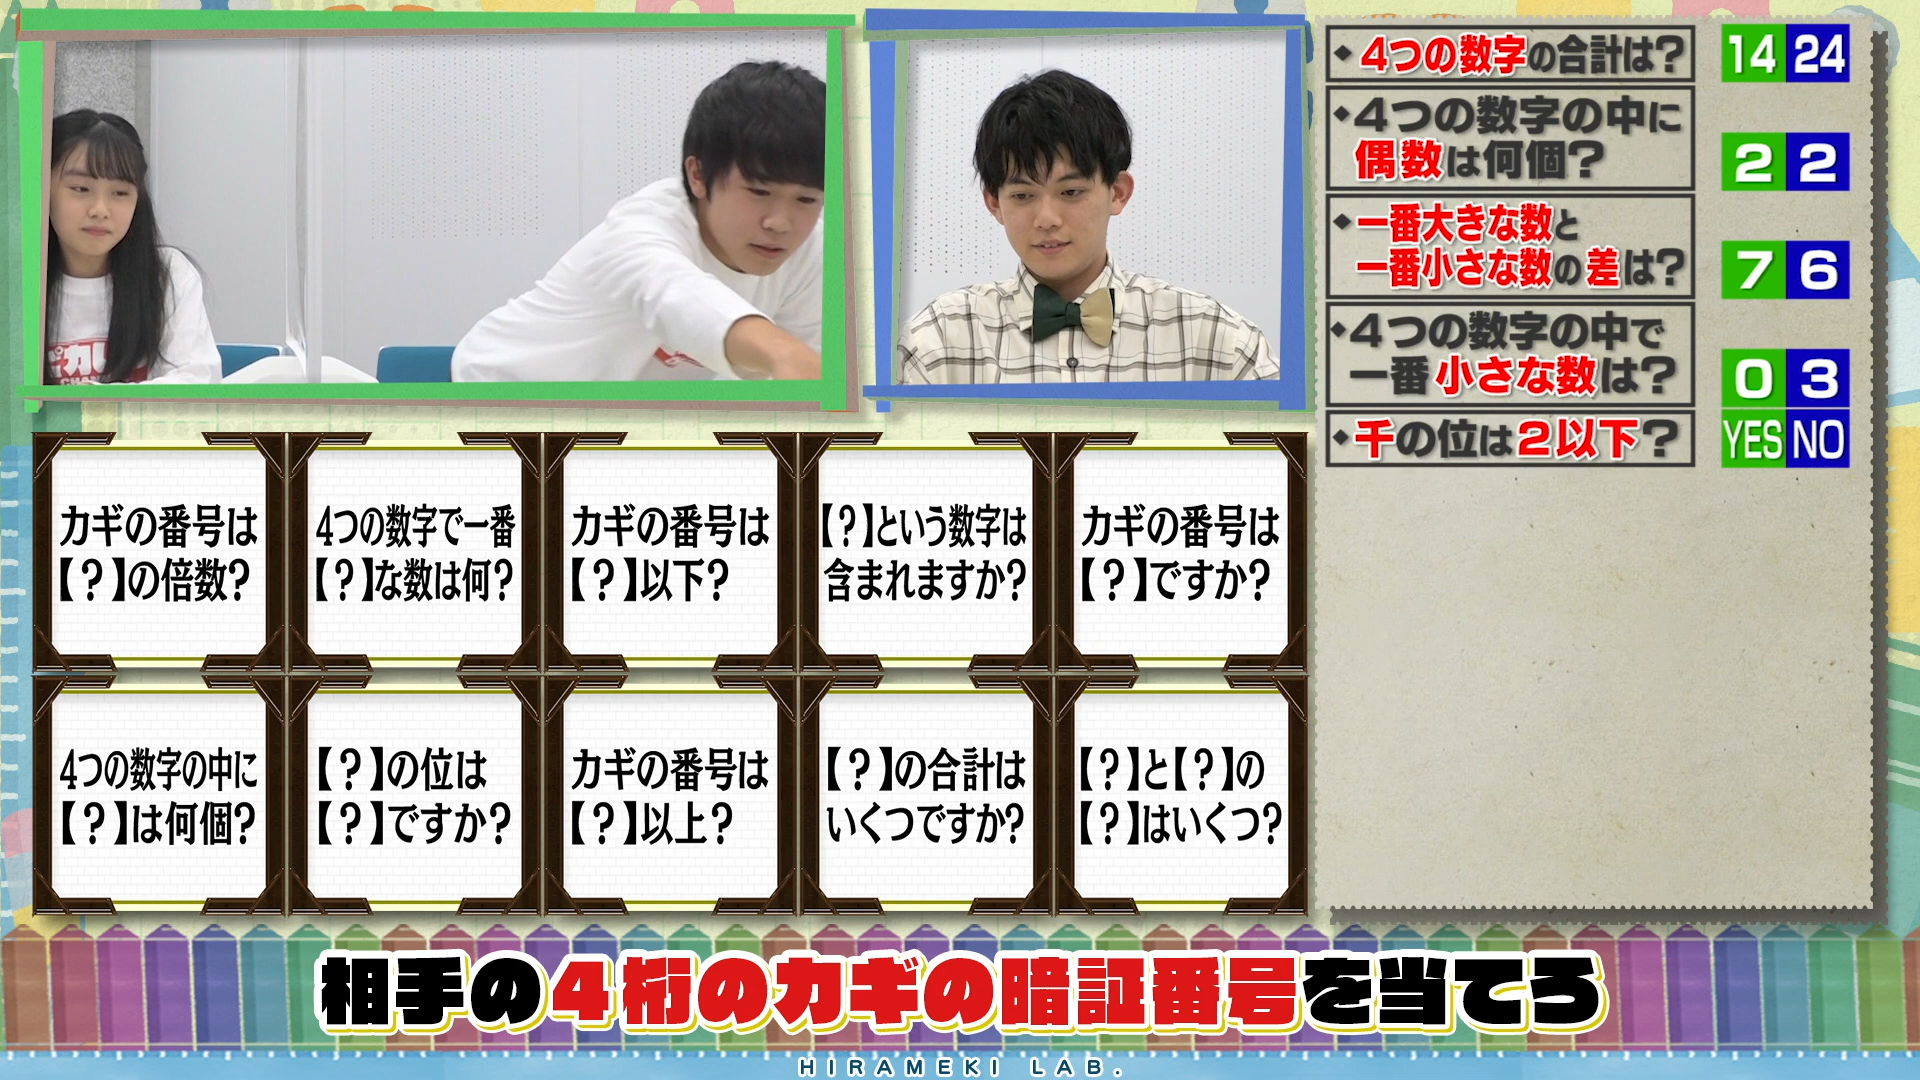 ◆4つの数字の合計は? 14 24
◆4つの数字の中に
偶数は何個? 2 2
◆一番大きな数と
一番小さな数の差は? 7 6
◆4つの数字の中で
一番小さな数は? 0 3
◆千の位は2以下? YES NO
カギの番号は
【?】の倍数?
4つの数字で一番
【?】な数は何?
カギの番号は
【?】以下?
【?】という数字は
含まれますか?
カギの番号は
【?】ですか?
4つの数字の中に
【?】は何個?
【?】の位は
【?】ですか?
カギの番号は
【?】以上?
【?】の合計は
いくつですか?
【?】と【?】の
【?】はいくつ?
相手の4桁のカギの暗証番号を当てろ
HIRAMEKI LAB.